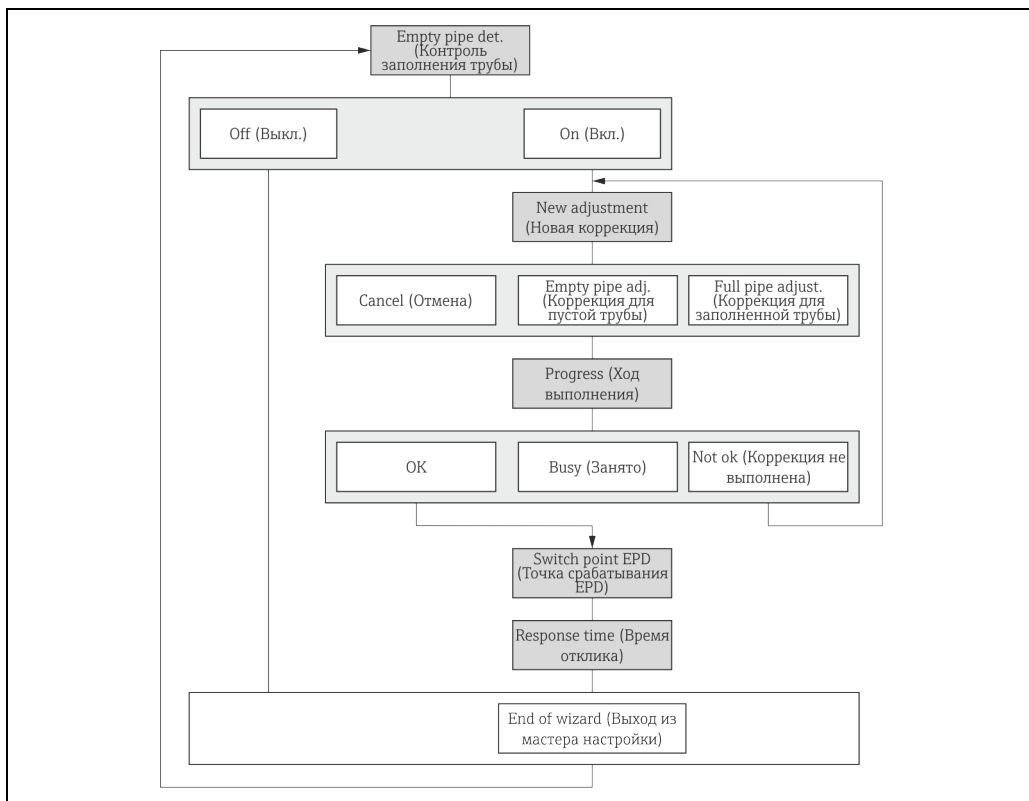 Empty pipe det.
(Контроль
заполнения трубы)
Off (Выкл.)
On (Вкл.)
New adjustment
(Новая коррекция)
Cancel (Отмена)
Empty pipe adj.
(Коррекция для
пустой трубы)
Full pipe adjust.
(Коррекция для
заполненной трубы)
Progress (Ход
выполнения)
OK
Busy (Занято)
Not ok (Коррекция не
выполнена)
Switch point EPD
(Точка срабатывания
EPD)
Response time (Время
отклика)
End of wizard (Выход из
мастера настройки)